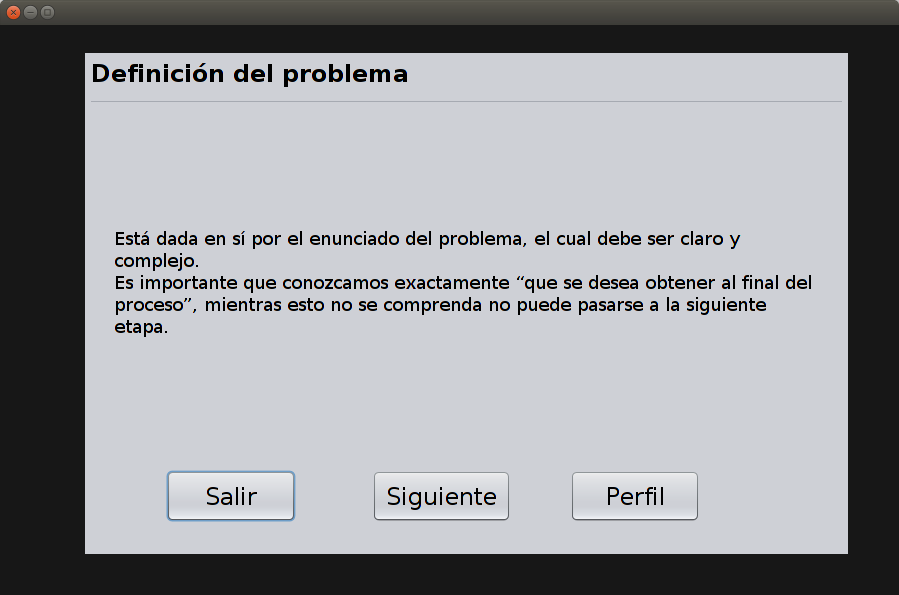 Definición del problema
Está dada en sí por el enunciado del problema, el cual debe ser claro y
complejo.
Es importante que conozcamos exactamente “que se desea obtener al final del
proceso”, mientras esto no se comprenda no puede pasarse a la siguiente
etapa.
Salir
Siguiente
Perfil